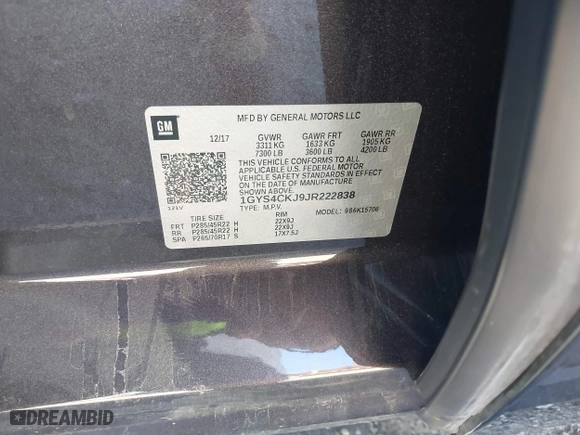 GM
MFD BY GENERAL MOTORS LLC
12/17 GVWR GAWR FRT GAWR RR
3311 KG 1633 KG 1905 KG
7300 LB 3600 LB 4200 LB
THIS VEHICLE CONFORMS TO ALL
APPLICABLE U.S. FEDERAL MOTOR
VEHICLE SAFETY AND THEFT
PREVENTION STANDARDS IN EFFECT
ON THE DATE OF MANUFACTURE
SHOWN ABOVE.
1GYS4CKJ9JR222838
TYPE: M.P.V. MODEL: 986K15706
TIRE SIZE RIM
FRT P285/45R22 H 22X9J
RR P285/45R22 H 22X9J
SPA P265/70R17 S 17X7.5J
DREAMBID